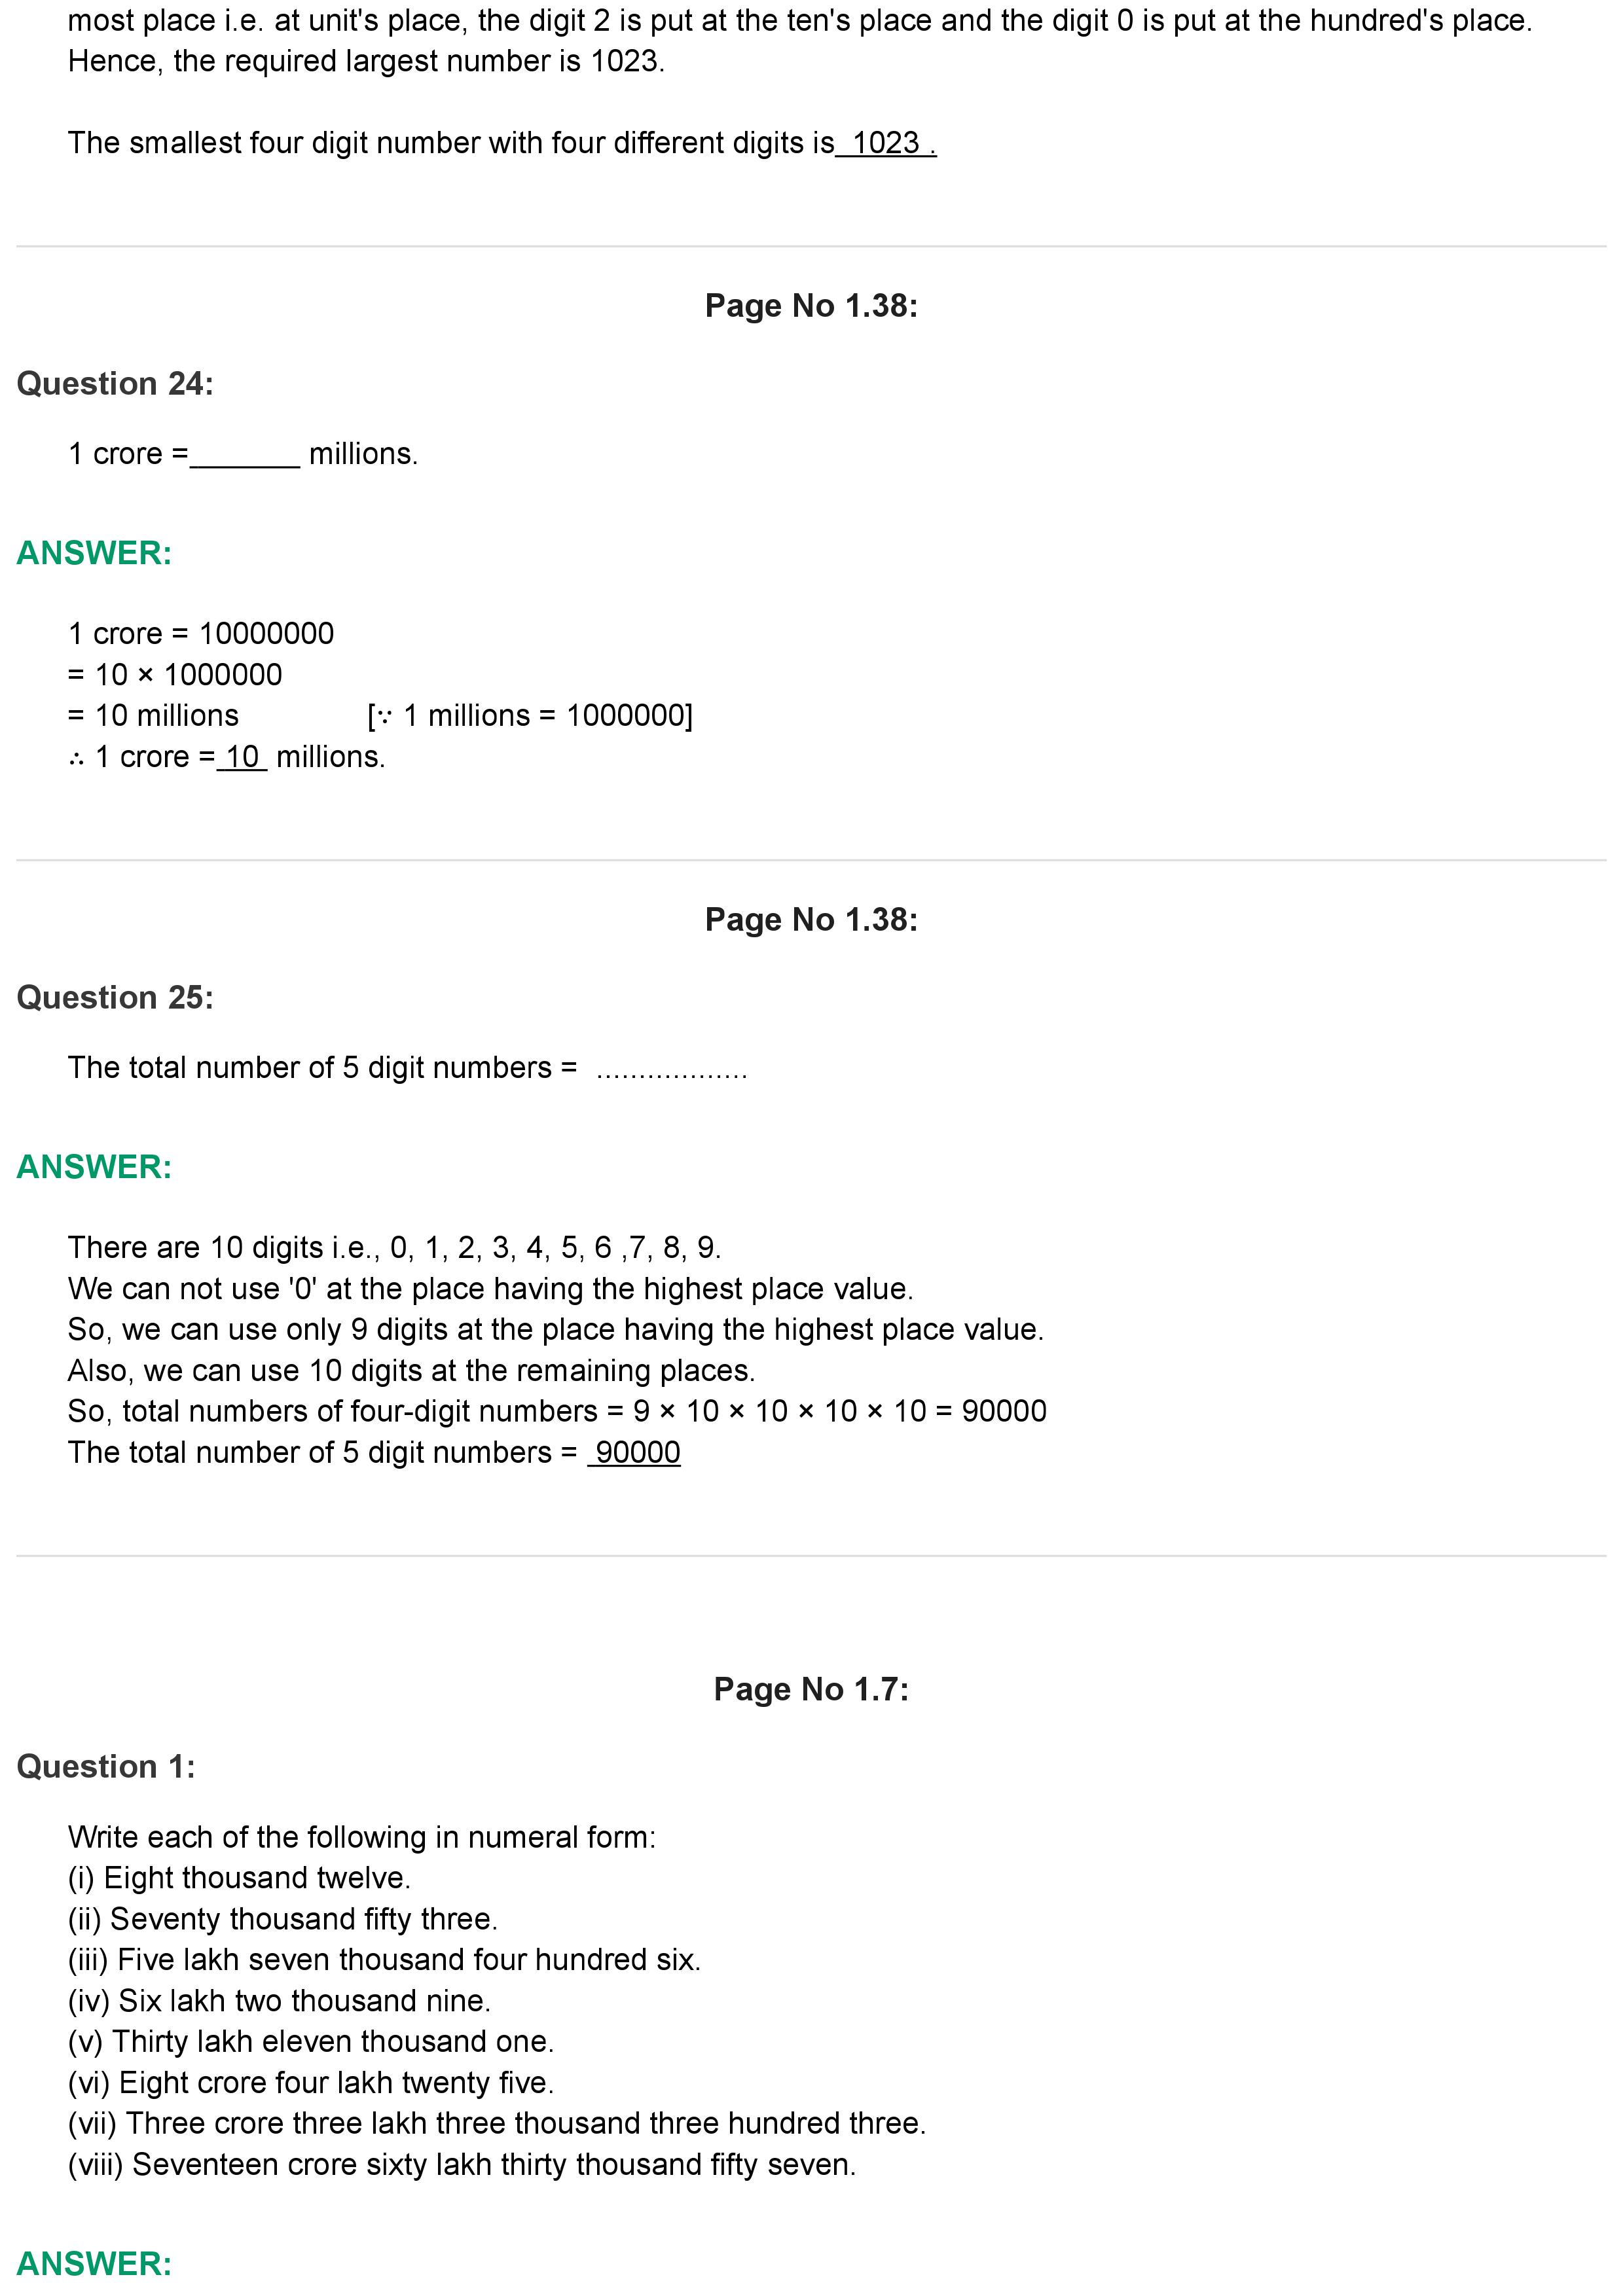 most place i.e. at unit's place, the digit 2 is put at the ten's place and the digit 0 is put at the hundred's place.
Hence, the required largest number is 1023.
The smallest four digit number with four different digits is  1023 .
Page No 1.38:
Question 24:
1 crore =_______ millions.
ANSWER:
1 crore = 10000000
= 10 × 1000000
= 10 millions [∵ 1 millions = 1000000]
∴ 1 crore = 10  millions.
Page No 1.38:
Question 25:
The total number of 5 digit numbers = ..................
ANSWER:
There are 10 digits i.e., 0, 1, 2, 3, 4, 5, 6 ,7, 8, 9.
We can not use '0' at the place having the highest place value.
So, we can use only 9 digits at the place having the highest place value.
Also, we can use 10 digits at the remaining places.
So, total numbers of four-digit numbers = 9 × 10 × 10 × 10 × 10 = 90000
The total number of 5 digit numbers =  90000
Page No 1.7:
Question 1:
Write each of the following in numeral form:
(i) Eight thousand twelve.
(ii) Seventy thousand fifty three.
(iii) Five lakh seven thousand four hundred six.
(iv) Six lakh two thousand nine.
(v) Thirty lakh eleven thousand one.
(vi) Eight crore four lakh twenty five.
(vii) Three crore three lakh three thousand three hundred three.
(viii) Seventeen crore sixty lakh thirty thousand fifty seven.
ANSWER: